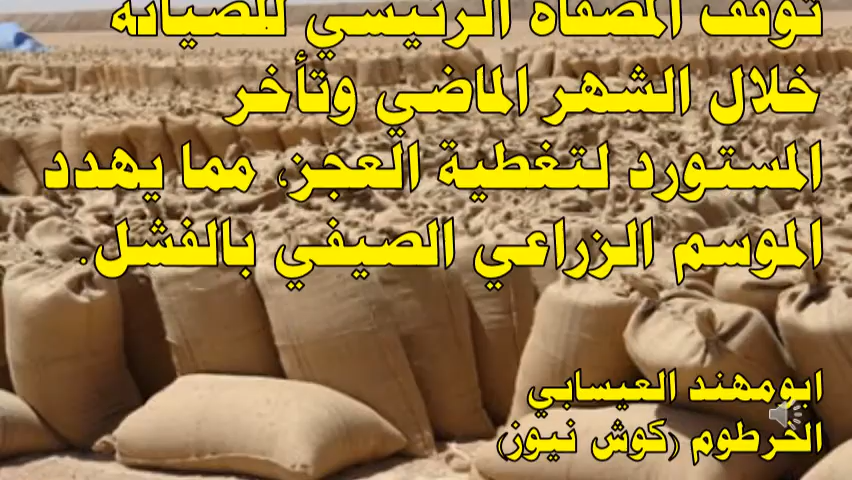 توقف المصفاة الرئيسي للصيانة
خلال الشهر الماضي وتأخر
المستورد لتغطية العجز، مما يهدد
الموسم الزراعي الصيفي بالفشل.
ابومهند العيسابي
الخرطوم (كوش نيوز)